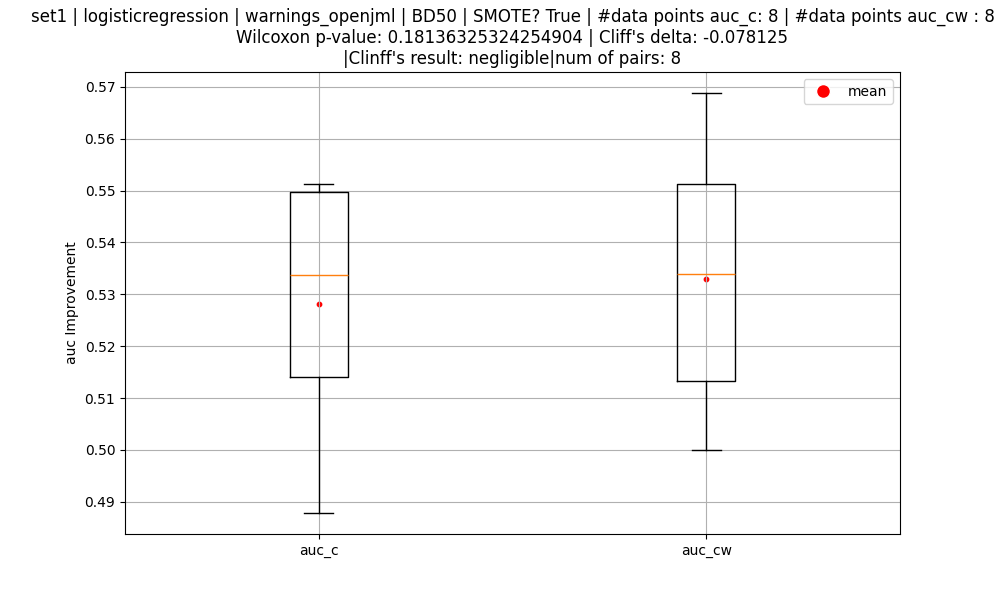 set1 | logisticregression | warnings_openjml | BD50 | SMOTE? True | #data points auc_c: 8 | #data points auc_cw : 8
Wilcoxon p-value: 0.18136325324254904 | Cliff's delta: -0.078125
|Clinff's result: negligible|num of pairs: 8
mean
0.57
0.56
0.55
0.54
0.53
0.52
0.51
0.50
0.49
auc Improvement
auc_c
auc_cw